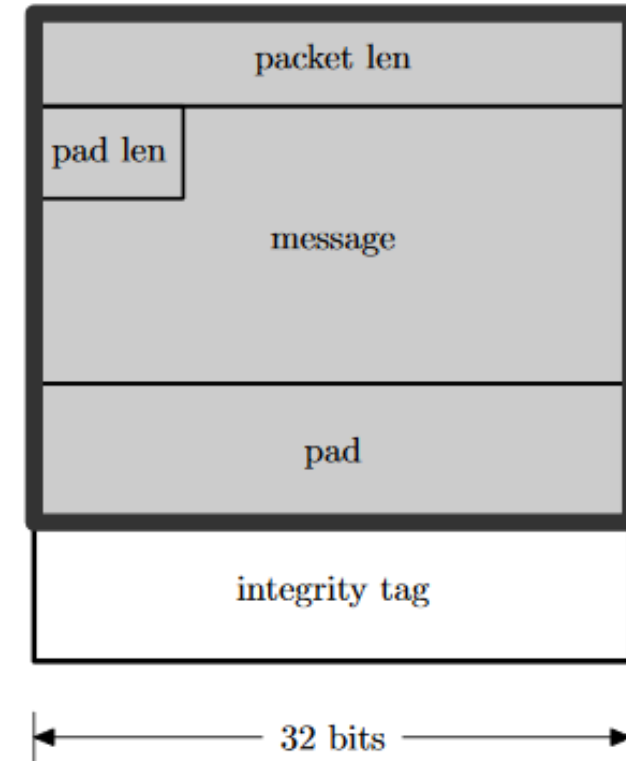 packet len
pad len
message
pad
integrity tag
32 bits